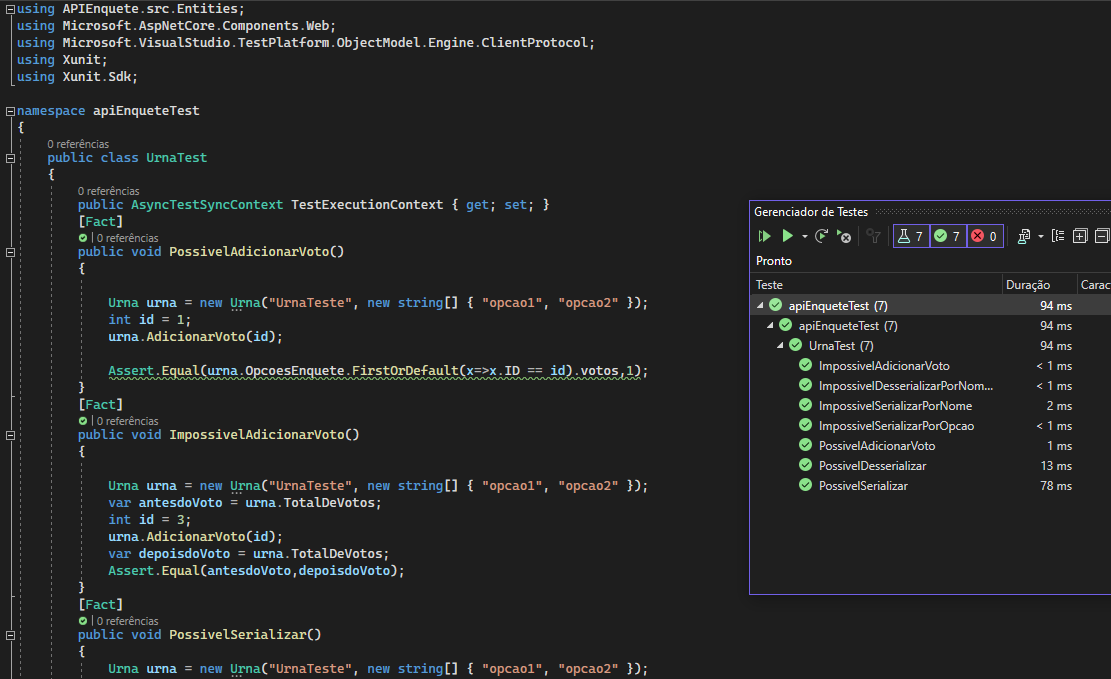 using APIEnquete.src.Entities;
using Microsoft.AspNetCore.Components.Web;
using Microsoft.VisualStudio.TestPlatform.ObjectModel.Engine.ClientProtocol;
using Xunit;
using Xunit.Sdk;
namespace apiEnqueteTest
{
0 referências
public class UrnaTest
{
0 referências
public AsyncTestSyncContext TestExecutionContext { get; set; }
[Fact]
| 0 referências
public void PossivelAdicionarVoto()
{
Urna urna = new Urna("UrnaTeste", new string[] { "opcao1", "opcao2" });
int id = 1;
urna.AdicionarVoto(id);
Assert.Equal(urna.OpcoesEnquete.FirstOrDefault(x=>x.ID == id).votos,1);
}
[Fact]
| 0 referências
public void ImpossivelAdicionarVoto()
{
Urna urna = new Urna("UrnaTeste", new string[] { "opcao1", "opcao2" });
var antesdoVoto = urna.TotalDeVotos;
int id = 3;
urna.AdicionarVoto(id);
var depoisdoVoto = urna.TotalDeVotos;
Assert.Equal(antesdoVoto,depoisdoVoto);
}
[Fact]
| 0 referências
public void PossivelSerializar()
{
Urna urna = new Urna("UrnaTeste", new string[] { "opcao1", "opcao2" });
Gerenciador de Testes
7 7 0
Pronto
Teste Duração Carac
apiEnqueteTest (7) 94 ms
apiEnqueteTest (7) 94 ms
UrnaTest (7) 94 ms
ImpossivelAdicionarVoto < 1 ms
ImpossivelDesserializarPorNom... < 1 ms
ImpossivelSerializarPorNome 2 ms
ImpossivelSerializarPorOpcao < 1 ms
PossivelAdicionarVoto 1 ms
PossivelDesserializar 13 ms
PossivelSerializar 78 ms